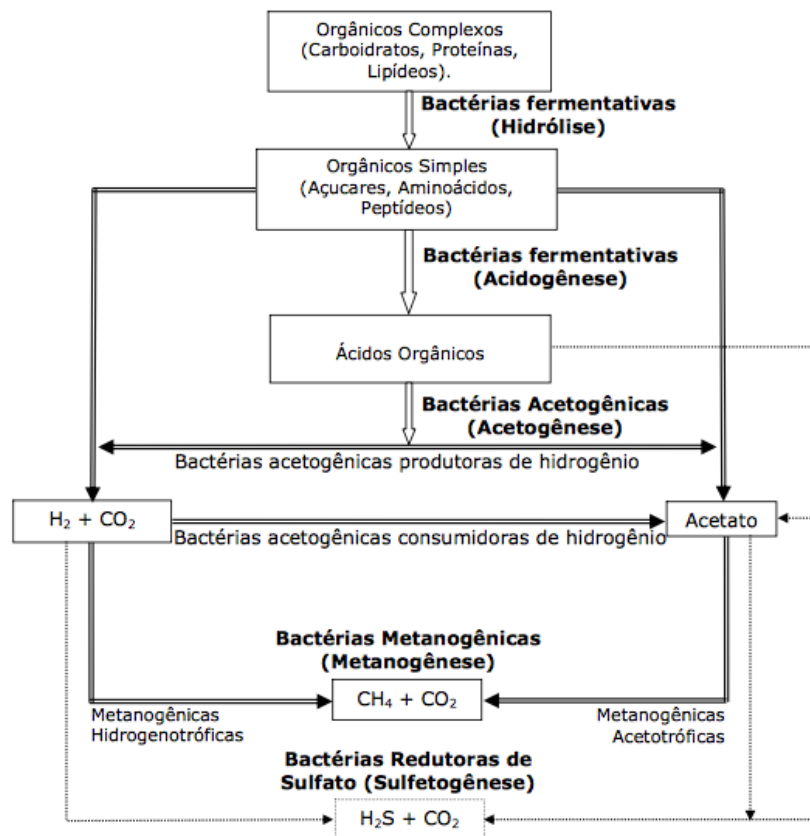 Orgânicos Complexos
(Carboidratos, Proteínas,
Lipídeos).
Bactérias fermentativas
(Hidrólise)
Orgânicos Simples
(Açucares, Aminoácidos,
Peptídeos)
Bactérias fermentativas
(Acidogênese)
Ácidos Orgânicos
Bactérias Acetogênicas
(Acetogênese)
Bactérias acetogênicas produtoras de hidrogênio
H₂ + CO₂
Acetato
Bactérias acetogênicas consumidoras de hidrogênio
Bactérias Metanogênicas
(Metanogênese)
CH₄ + CO₂
Metanogênicas
Hidrogenotróficas
Metanogênicas
Acetotróficas
Bactérias Redutoras de
Sulfato (Sulfetogênese)
H₂S + CO₂